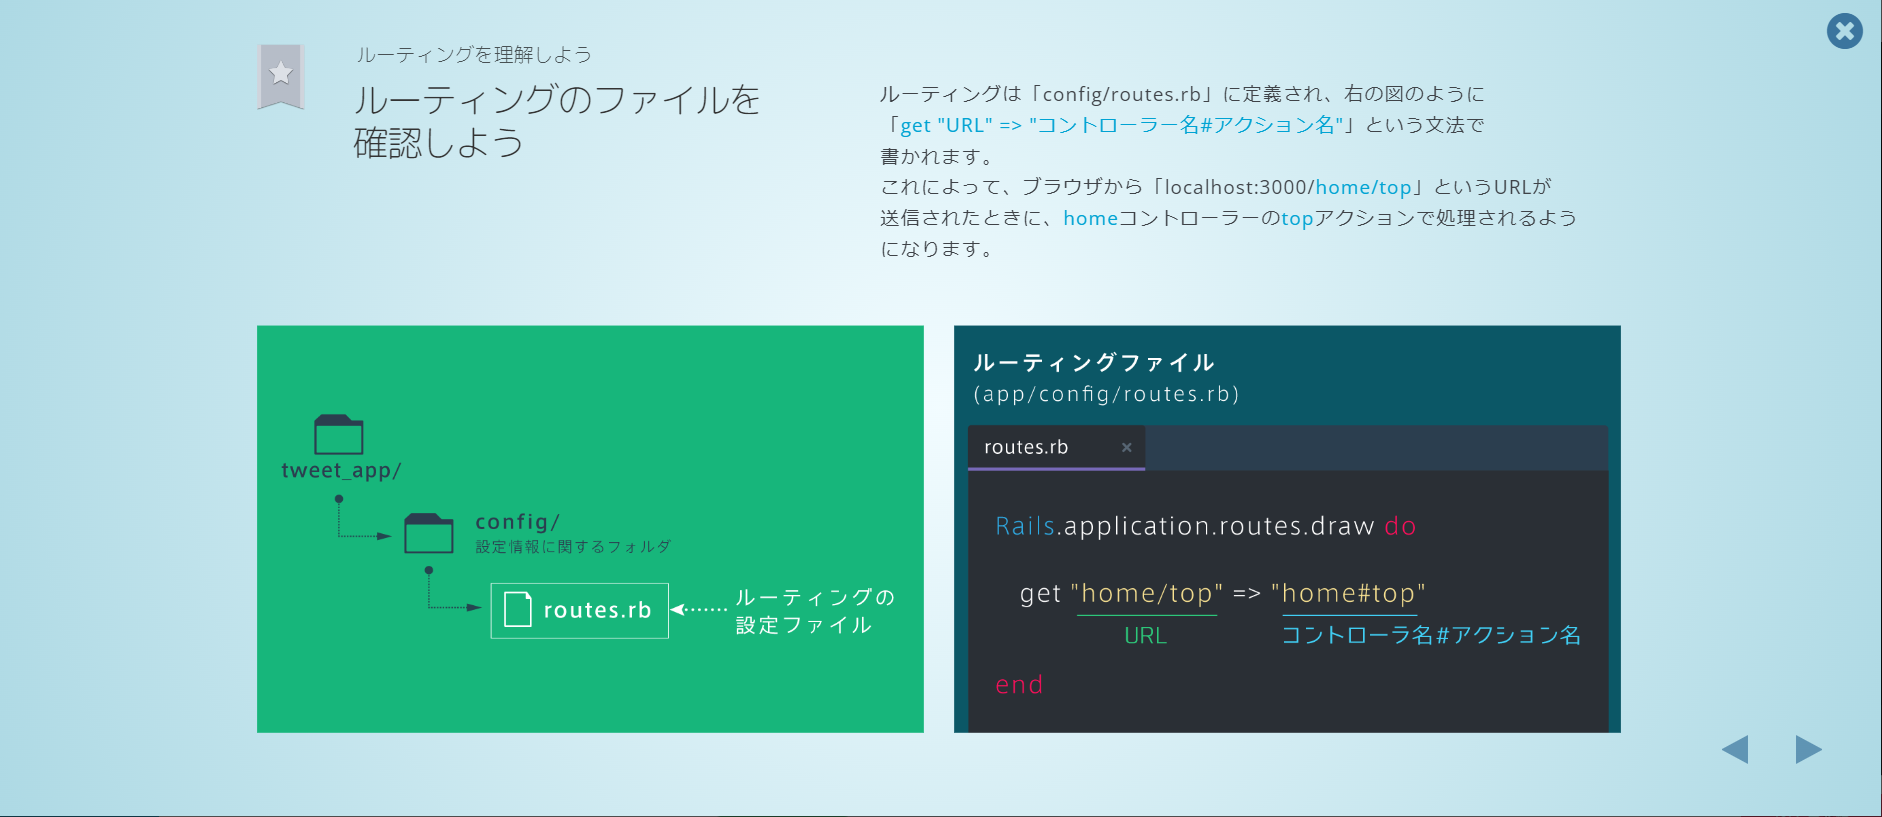 ルーティングを理解しよう
ルーティングのファイルを
確認しよう
ルーティングは「config/routes.rb」に定義され、右の図のように
「get "URL" => "コントローラー名#アクション名"」という文法で
書かれます。
これによって、ブラウザから「localhost:3000/home/top」というURLが
送信されたときに、homeコントローラーのtopアクションで処理されるよう
になります。
tweet_app/
config/
設定情報に関するフォルダ
routes.rb
ルーティングの
設定ファイル
ルーティングファイル
(app/config/routes.rb)
routes.rb ×
Rails.application.routes.draw do
get "home/top" => "home#top"
URL コントローラ名#アクション名
end